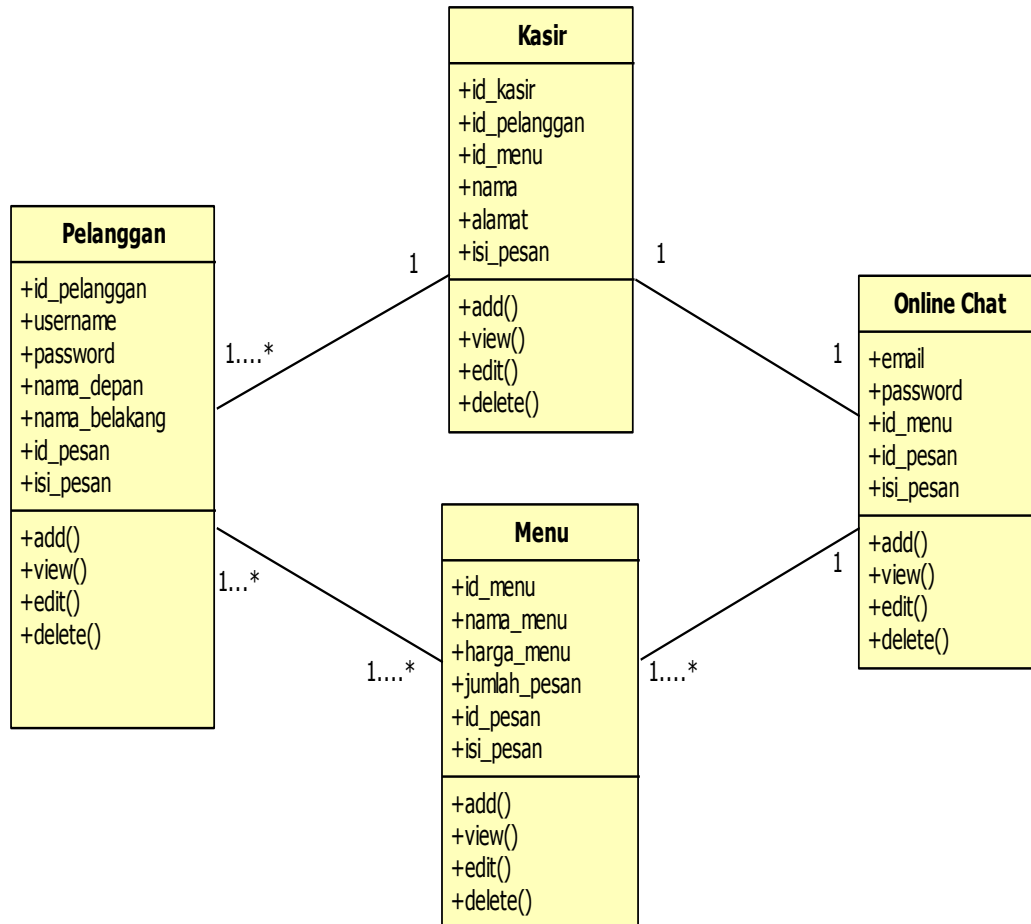 Kasir
+id_kasir
+id_pelanggan
+id_menu
+nama
+alamat
+isi_pesan
+add()
+view()
+edit()
+delete()
Pelanggan
+id_pelanggan
+username
+password
+nama_depan
+nama_belakang
+id_pesan
+isi_pesan
+add()
+view()
+edit()
+delete()
1
1....*
1
1
Online Chat
+email
+password
+id_menu
+id_pesan
+isi_pesan
+add()
+view()
+edit()
+delete()
Menu
+id_menu
+nama_menu
+harga_menu
+jumlah_pesan
+id_pesan
+isi_pesan
+add()
+view()
+edit()
+delete()
1...*
1....*
1
1....*